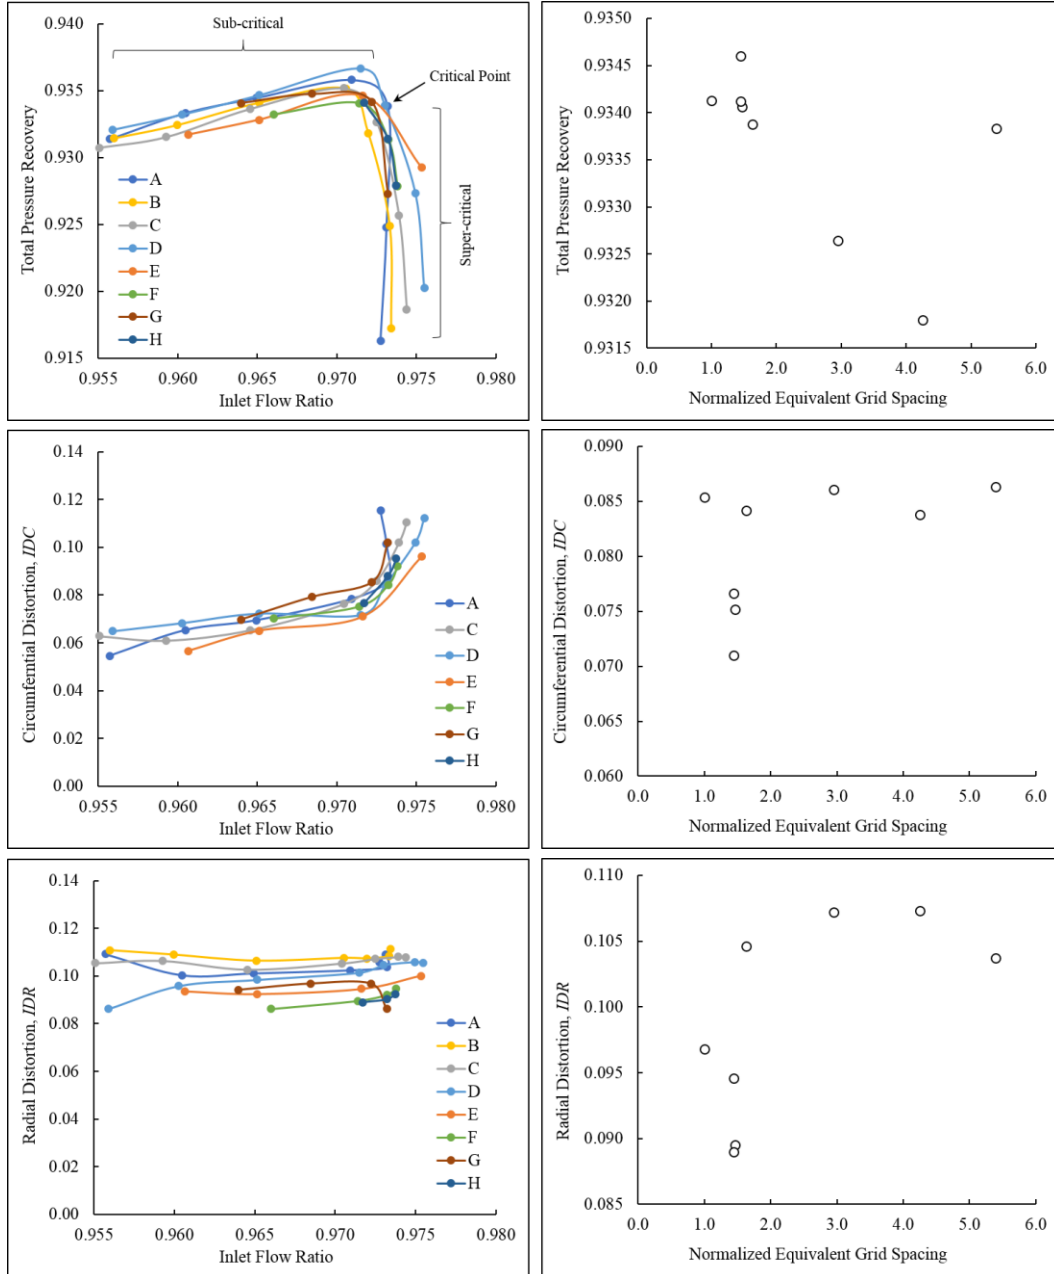 0.940
0.935
0.930
0.925
0.920
0.915
0.955
0.960
0.965
0.970
0.975
0.980
Total Pressure Recovery
Inlet Flow Ratio
Sub-critical
Critical Point
Super-critical
A
B
C
D
E
F
G
H
0.9350
0.9345
0.9340
0.9335
0.9330
0.9325
0.9320
0.9315
0.0
1.0
2.0
3.0
4.0
5.0
6.0
Total Pressure Recovery
Normalized Equivalent Grid Spacing
0.14
0.12
0.10
0.08
0.06
0.04
0.02
0.00
0.955
0.960
0.965
0.970
0.975
0.980
Circumferential Distortion, IDC
Inlet Flow Ratio
A
C
D
E
F
G
H
0.090
0.085
0.080
0.075
0.070
0.065
0.060
0.0
1.0
2.0
3.0
4.0
5.0
6.0
Circumferential Distortion, IDC
Normalized Equivalent Grid Spacing
0.14
0.12
0.10
0.08
0.06
0.04
0.02
0.00
0.955
0.960
0.965
0.970
0.975
0.980
Radial Distortion, IDR
Inlet Flow Ratio
A
B
C
D
E
F
G
H
0.110
0.105
0.100
0.095
0.090
0.085
0.0
1.0
2.0
3.0
4.0
5.0
6.0
Radial Distortion, IDR
Normalized Equivalent Grid Spacing